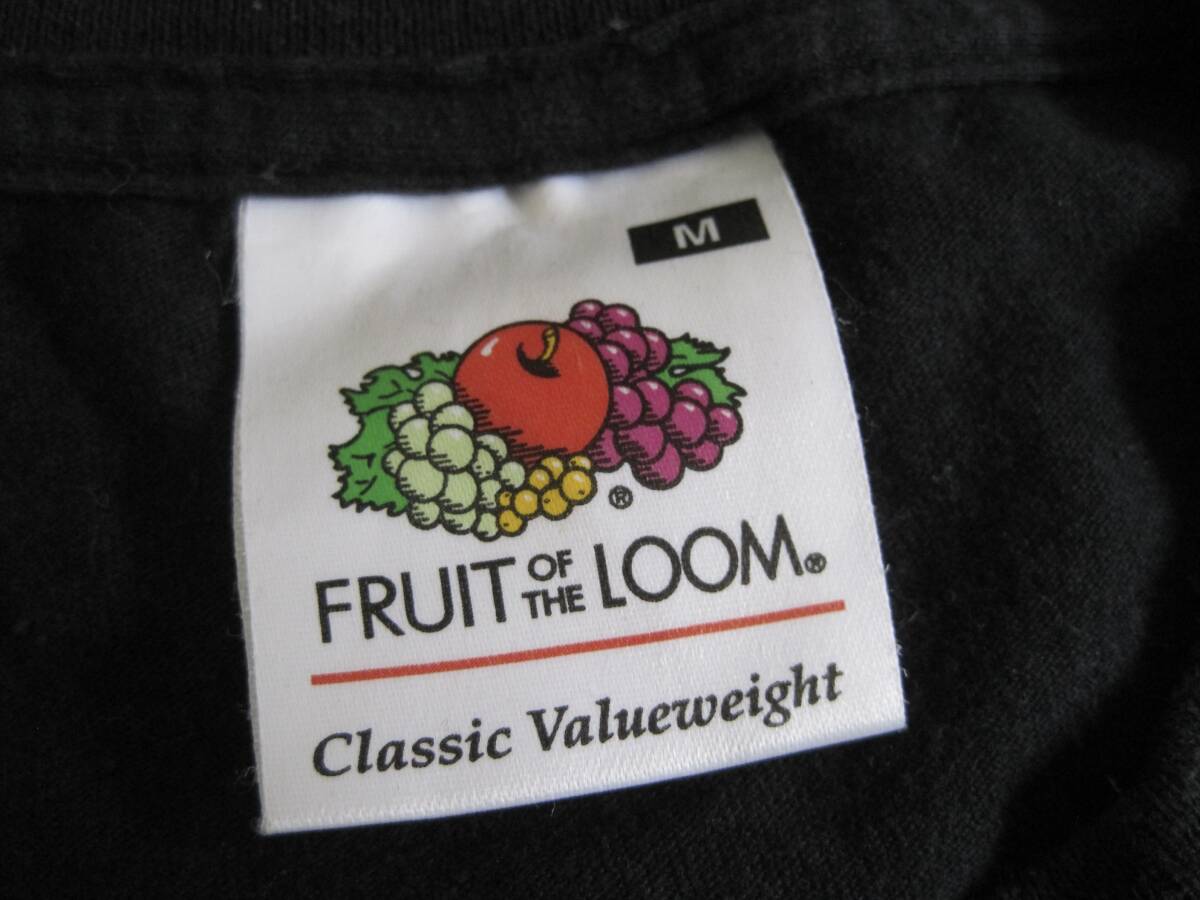 M
®
FRUIT OF THE LOOM®
Classic Valueweight